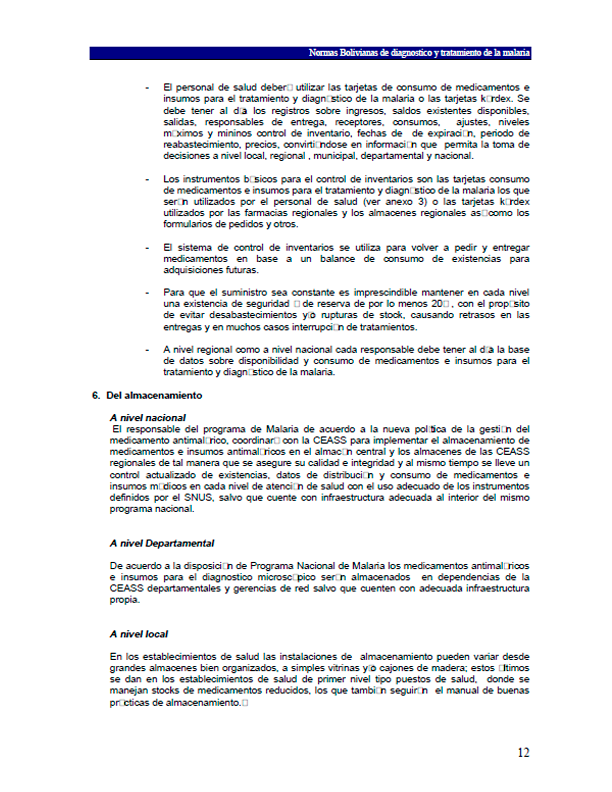 Normas Bolivianas de diagnostico y tratamiento de la malaria
- El personal de salud deber□ utilizar las tarjetas de consumo de medicamentos e
insumos para el tratamiento y diagn□stico de la malaria o las tarjetas k□rdex. Se
debe tener al d□a los registros sobre ingresos, saldos existentes disponibles,
salidas, responsables de entrega, receptores, consumos, ajustes, niveles
m□ximos y mininos control de inventario, fechas de de expiraci□n, periodo de
reabastecimiento, precios, convirti□ndose en informaci□n que permita la toma de
decisiones a nivel local, regional , municipal, departamental y nacional.
- Los instrumentos b□sicos para el control de inventarios son las tarjetas consumo
de medicamentos e insumos para el tratamiento y diagn□stico de la malaria los que
ser□n utilizados por el personal de salud (ver anexo 3) o las tarjetas k□rdex
utilizados por las farmacias regionales y los almacenes regionales as□ como los
formularios de pedidos y otros.
- El sistema de control de inventarios se utiliza para volver a pedir y entregar
medicamentos en base a un balance de consumo de existencias para
adquisiciones futuras.
- Para que el suministro sea constante es imprescindible mantener en cada nivel
una existencia de seguridad □ de reserva de por lo menos 20□ , con el prop□sito
de evitar desabastecimientos y□o rupturas de stock, causando retrasos en las
entregas y en muchos casos interrupci□n de tratamientos.
- A nivel regional como a nivel nacional cada responsable debe tener al d□a la base
de datos sobre disponibilidad y consumo de medicamentos e insumos para el
tratamiento y diagn□stico de la malaria.
6. Del almacenamiento
A nivel nacional
El responsable del programa de Malaria de acuerdo a la nueva pol□tica de la gesti□n del
medicamento antimal□rico, coordinar□ con la CEASS para implementar el almacenamiento de
medicamentos e insumos antimal□ricos en el almac□n central y los almacenes de las CEASS
regionales de tal manera que se asegure su calidad e integridad y al mismo tiempo se lleve un
control actualizado de existencias, datos de distribuci□n y consumo de medicamentos e
insumos m□dicos en cada nivel de atenci□n de salud con el uso adecuado de los instrumentos
definidos por el SNUS, salvo que cuente con infraestructura adecuada al interior del mismo
programa nacional.
A nivel Departamental
De acuerdo a la disposici□n de Programa Nacional de Malaria los medicamentos antimal□ricos
e insumos para el diagnostico microsc□pico ser□n almacenados en dependencias de la
CEASS departamentales y gerencias de red salvo que cuenten con adecuada infraestructura
propia.
A nivel local
En los establecimientos de salud las instalaciones de almacenamiento pueden variar desde
grandes almacenes bien organizados, a simples vitrinas y□o cajones de madera; estos □ltimos
se dan en los establecimientos de salud de primer nivel tipo puestos de salud, donde se
manejan stocks de medicamentos reducidos, los que tambi□n seguir□n el manual de buenas
pr□cticas de almacenamiento.□
12